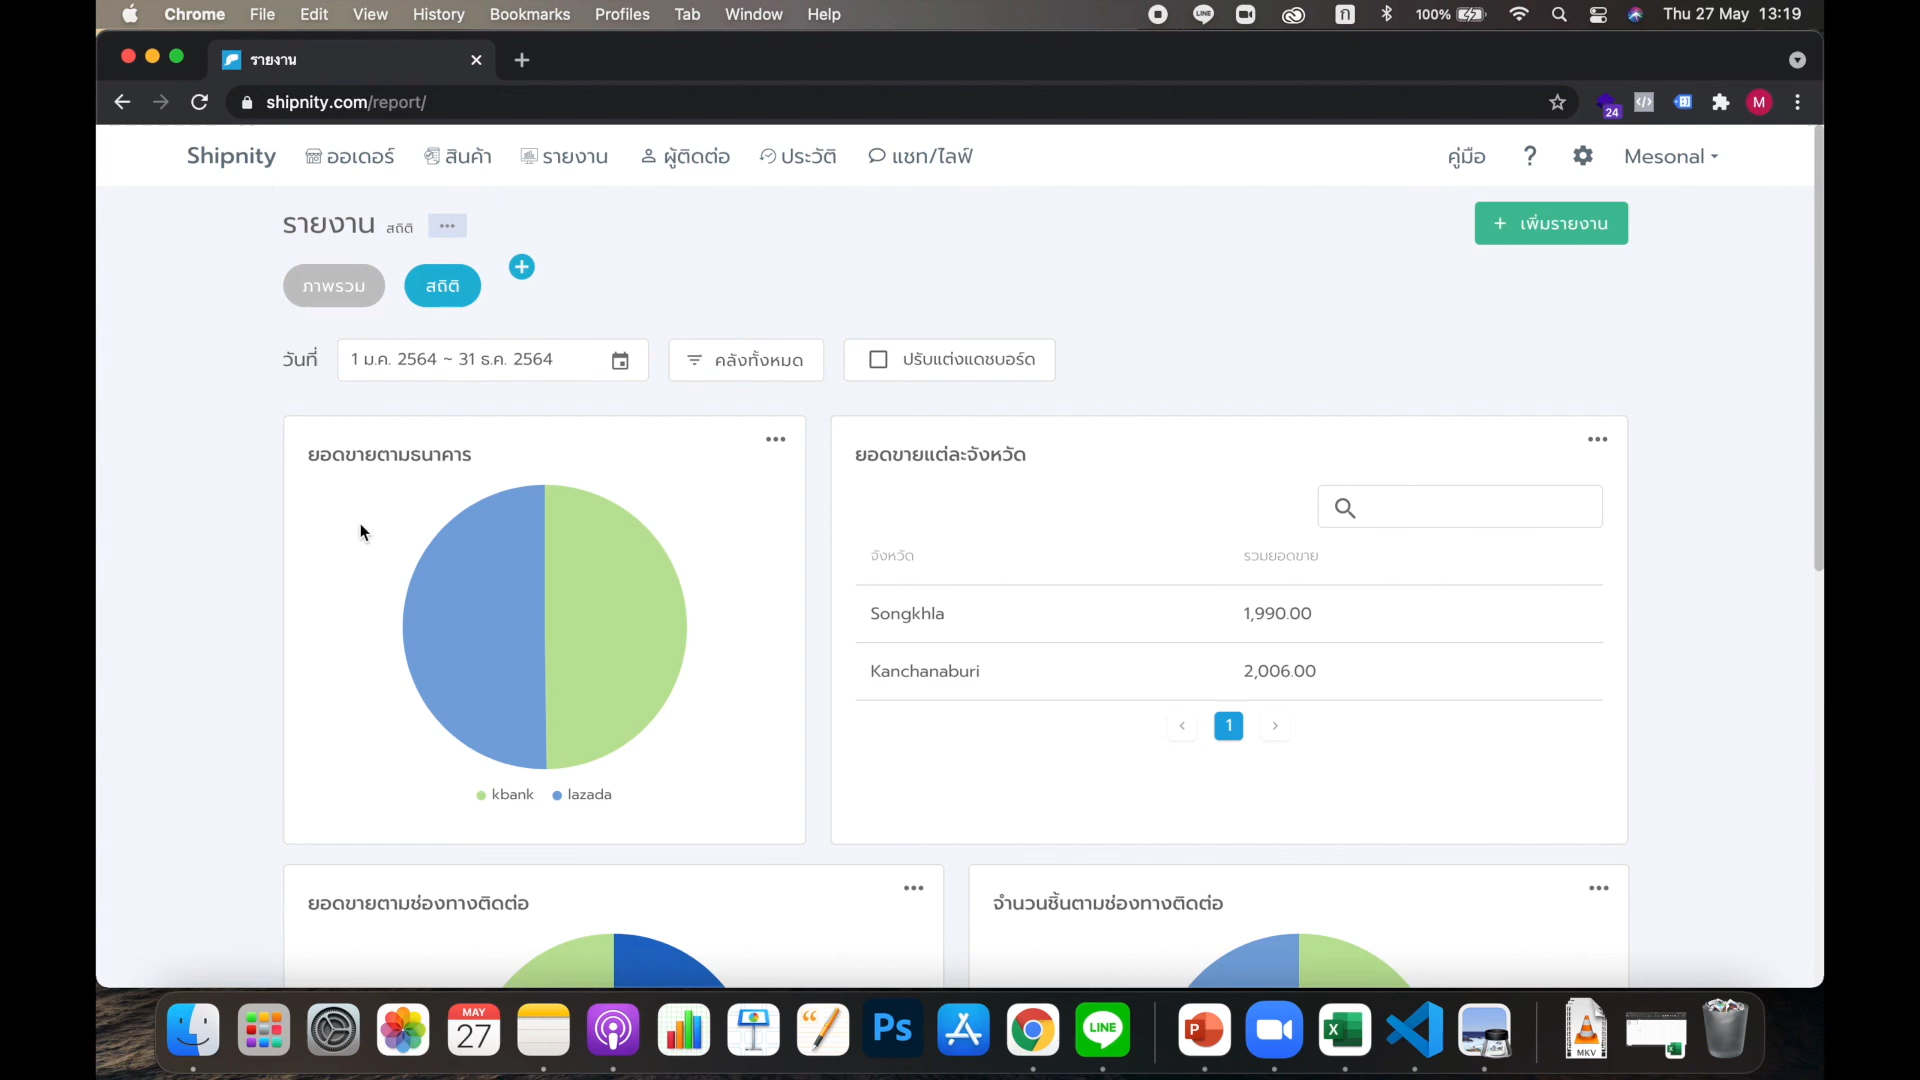 Chrome File Edit View History Bookmarks Profiles Tab Window Help LINE ก 100% Thu 27 May 13:19
รายงาน
shipnity.com/report/ 24 M
Shipnity ออเดอร์ สินค้า รายงาน ผู้ติดต่อ ประวัติ แชท/ไลฟ์ คู่มือ ? Mesonal
รายงาน สถิติ ... + เพิ่มรายงาน
ภาพรวม สถิติ +
วันที่ 1 ม.ค. 2564 ~ 31 ธ.ค. 2564 คลังทั้งหมด ปรับแต่งแดชบอร์ด
ยอดขายตามธนาคาร
kbank lazada
ยอดขายแต่ละจังหวัด
จังหวัด รวมยอดขาย
Songkhla 1,990.00
Kanchanaburi 2,006.00
‹ 1 ›
ยอดขายตามช่องทางติดต่อ
จำนวนชิ้นตามช่องทางติดต่อ
MAY
27
Ps
LINE
P
X
MKV